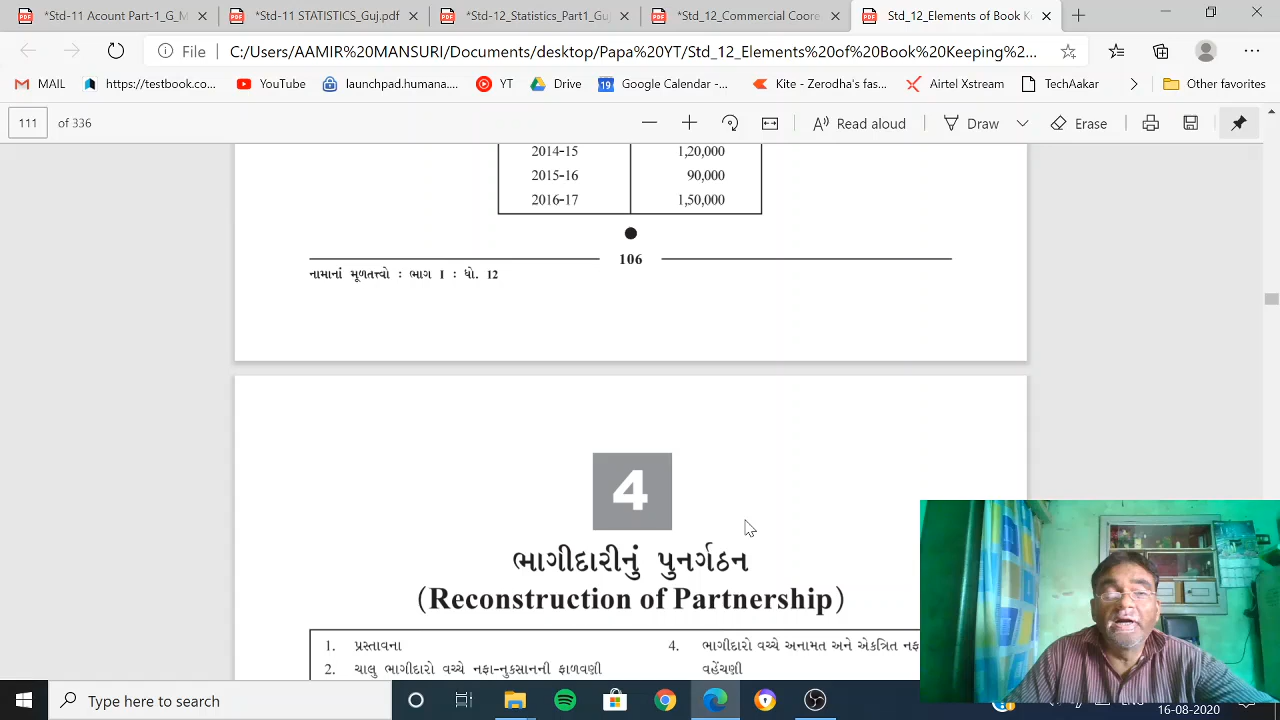 Std-11 Acount Part-1_G_M
Std-11 STATISTICS_Guj.pdf
*Std-12_Statistics_Part1_Guj
*Std-12_Commercial Corre
Std_12_Elements of Book K
File C:/Users/AAMIR%20MANSURI/Documents/desktop/Papa%20YT/Std_12_Elements%20of%20Book%20Keeping%2...
MAIL https://testbook.co... YouTube launchpad.humana.... YT Drive Google Calendar -... Kite - Zerodha's fas... Airtel Xstream TechAakar Other favorites
111 of 336 Read aloud Draw Erase
2014-15 1,20,000
2015-16 90,000
2016-17 1,50,000
106
નામાનાં મૂળતત્ત્વો : ભાગ I : ધો. 12
4
ભાગીદારીનું પુનર્ગઠન
(Reconstruction of Partnership)
1. પ્રસ્તાવના
2. ચાલુ ભાગીદારો વચ્ચે નફા-નુકસાનની ફાળવણી
4. ભાગીદારો વચ્ચે અનામત અને એકત્રિત નફ
વહેંચણી
Type here to search
16-08-2020